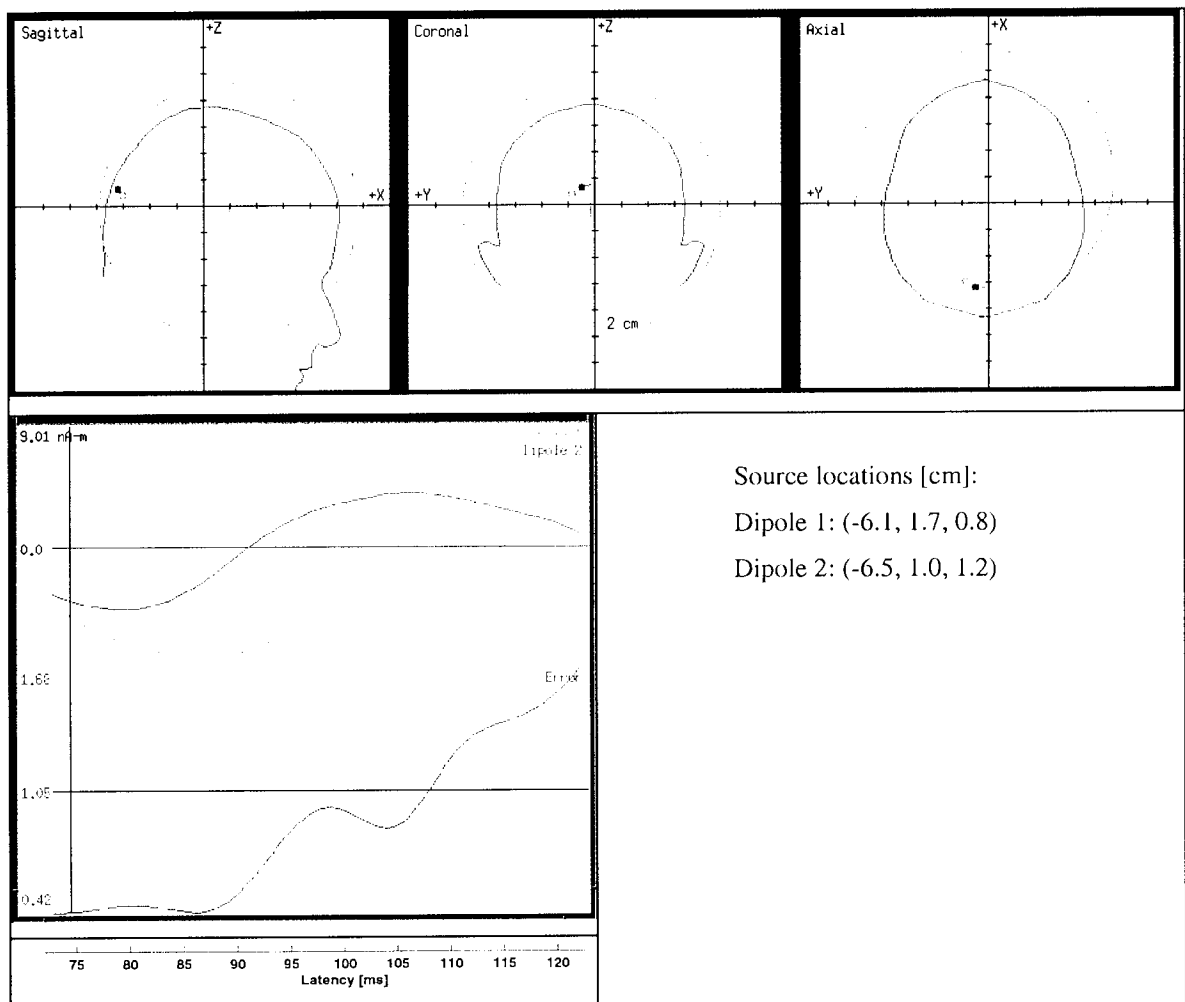 Sagittal
+Z
+X
Coronal
+Z
+Y
2 cm
Axial
+X
+Y
9.01 nA-m
Dipole 2
0.0
1.68
Error
1.05
0.42
75 80 85 90 95 100 105 110 115 120
Latency [ms]
Source locations [cm]:
Dipole 1: (-6.1, 1.7, 0.8)
Dipole 2: (-6.5, 1.0, 1.2)